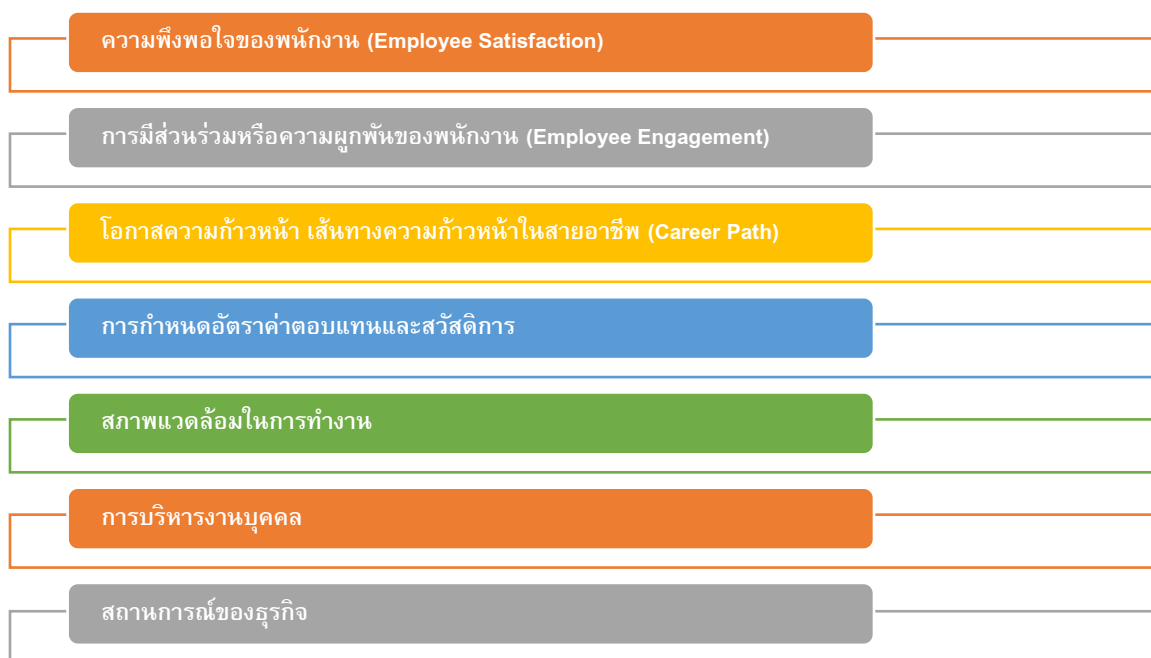 ความพึงพอใจของพนักงาน (Employee Satisfaction)
การมีส่วนร่วมหรือความผูกพันของพนักงาน (Employee Engagement)
โอกาสความก้าวหน้า เส้นทางความก้าวหน้าในสายอาชีพ (Career Path)
การกำหนดอัตราค่าตอบแทนและสวัสดิการ
สภาพแวดล้อมในการทำงาน
การบริหารงานบุคคล
สถานการณ์ของธุรกิจ